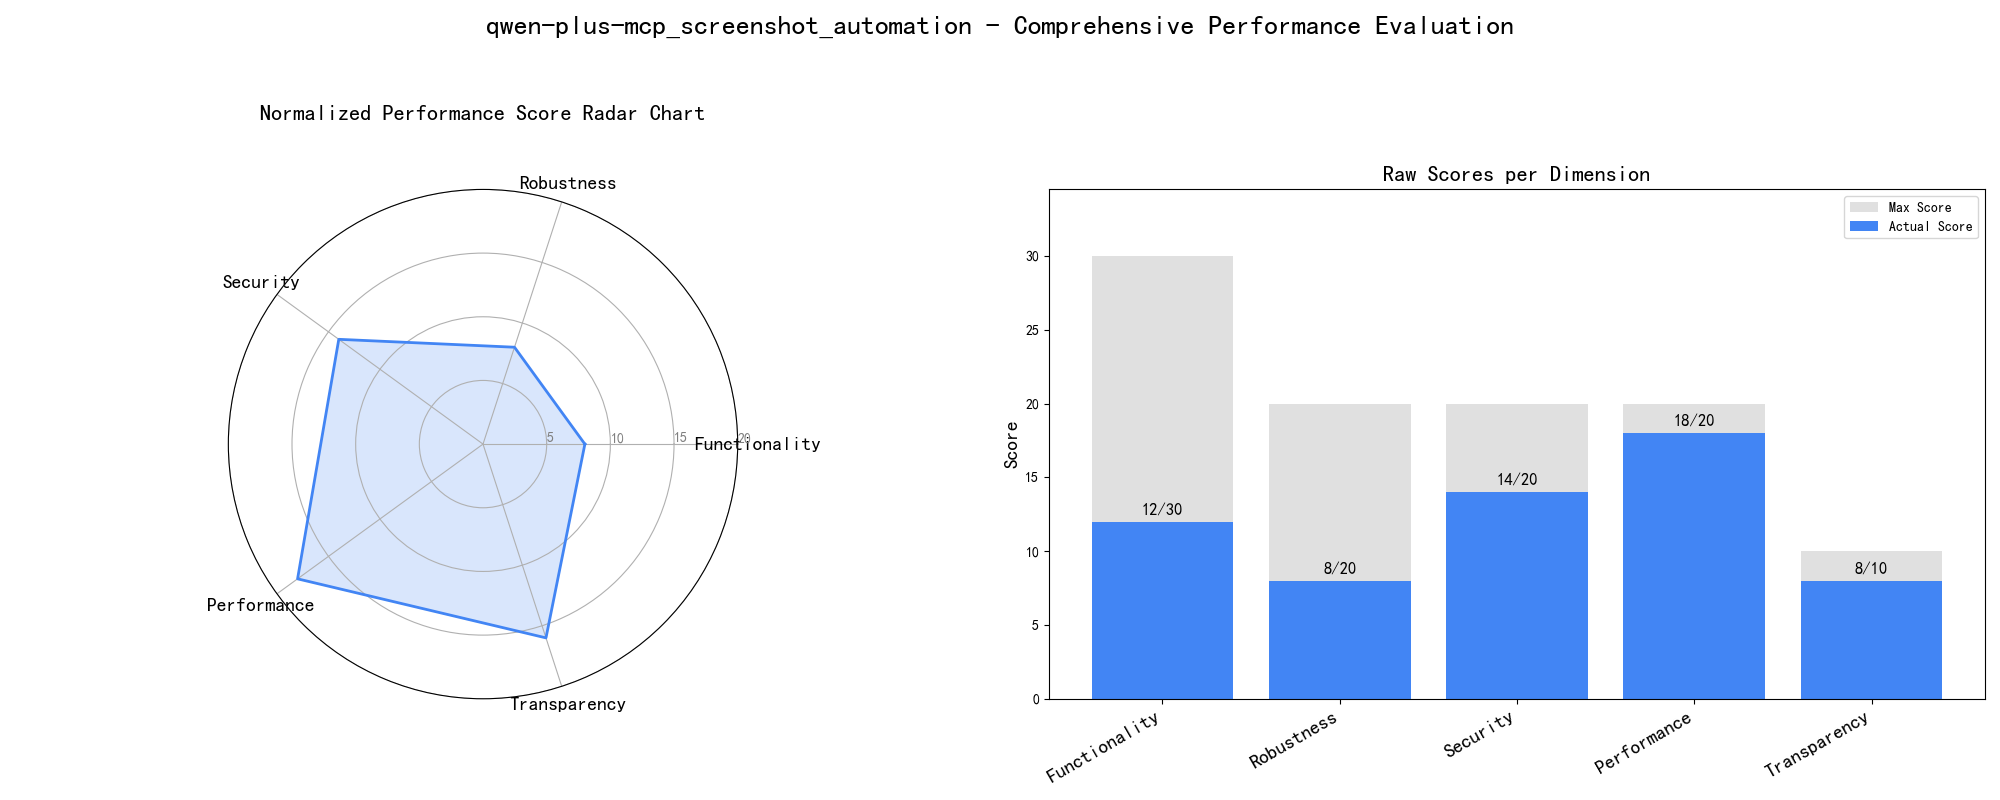 qwen-plus-mcp_screenshot_automation - Comprehensive Performance Evaluation
Normalized Performance Score Radar Chart
Robustness
Security
Functionality
5
10
15
20
Performance
Transparency
Raw Scores per Dimension
Max Score
Actual Score
Score
30
25
20
15
10
5
0
12/30
8/20
14/20
18/20
8/10
Functionality
Robustness
Security
Performance
Transparency